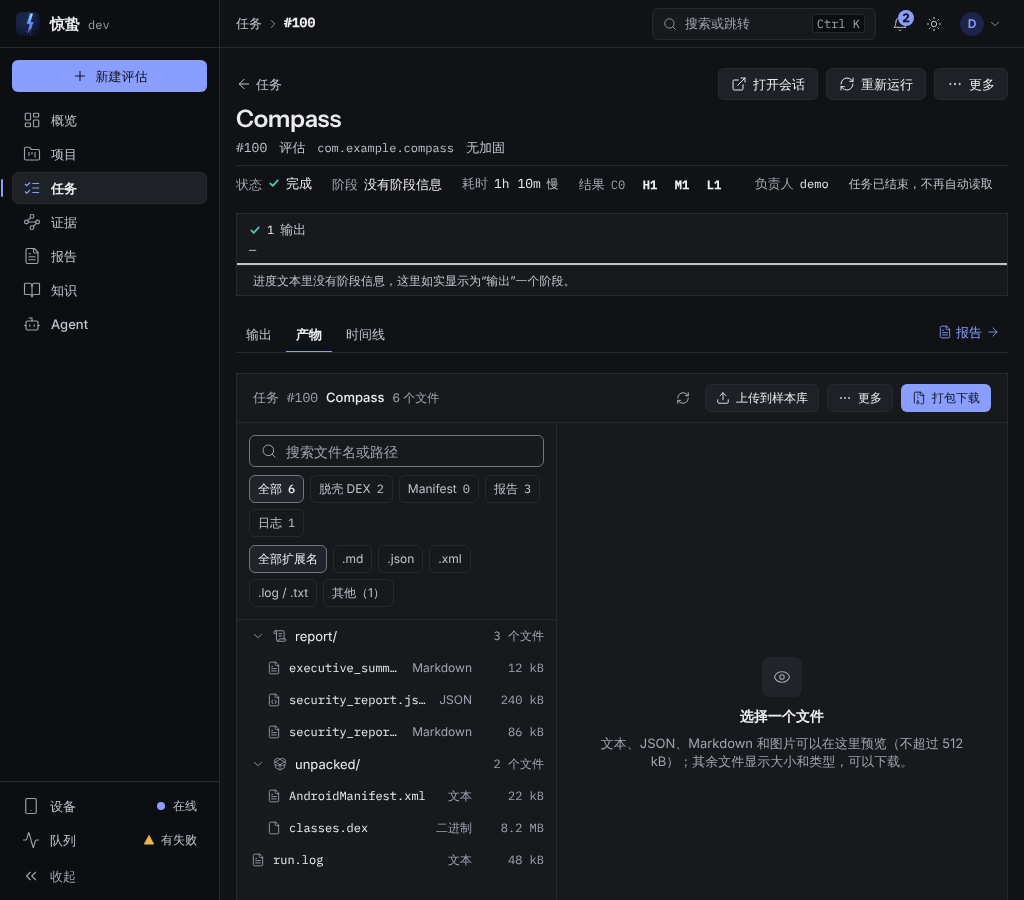 惊蛰 dev
任务 > #100
搜索或跳转 Ctrl K
2
D
新建评估
概览
项目
任务
证据
报告
知识
Agent
设备 在线
队列 有失败
收起
← 任务
打开会话
重新运行
··· 更多
Compass
#100 评估 com.example.compass 无加固
状态 完成 阶段 没有阶段信息 耗时 1h 10m 慢 结果 C0 H1 M1 L1 负责人 demo 任务已结束，不再自动读取
1 输出
—
进度文本里没有阶段信息，这里如实显示为“输出”一个阶段。
输出 产物 时间线
报告 →
任务 #100 Compass 6 个文件
上传到样本库
··· 更多
打包下载
搜索文件名或路径
全部 6 脱壳 DEX 2 Manifest 0 报告 3
日志 1
全部扩展名 .md .json .xml
.log / .txt 其他（1）
report/ 3 个文件
executive_summ… Markdown 12 kB
security_report.js… JSON 240 kB
security_repor… Markdown 86 kB
unpacked/ 2 个文件
AndroidManifest.xml 文本 22 kB
classes.dex 二进制 8.2 MB
run.log 文本 48 kB
选择一个文件
文本、JSON、Markdown 和图片可以在这里预览（不超过 512
kB）；其余文件显示大小和类型，可以下载。